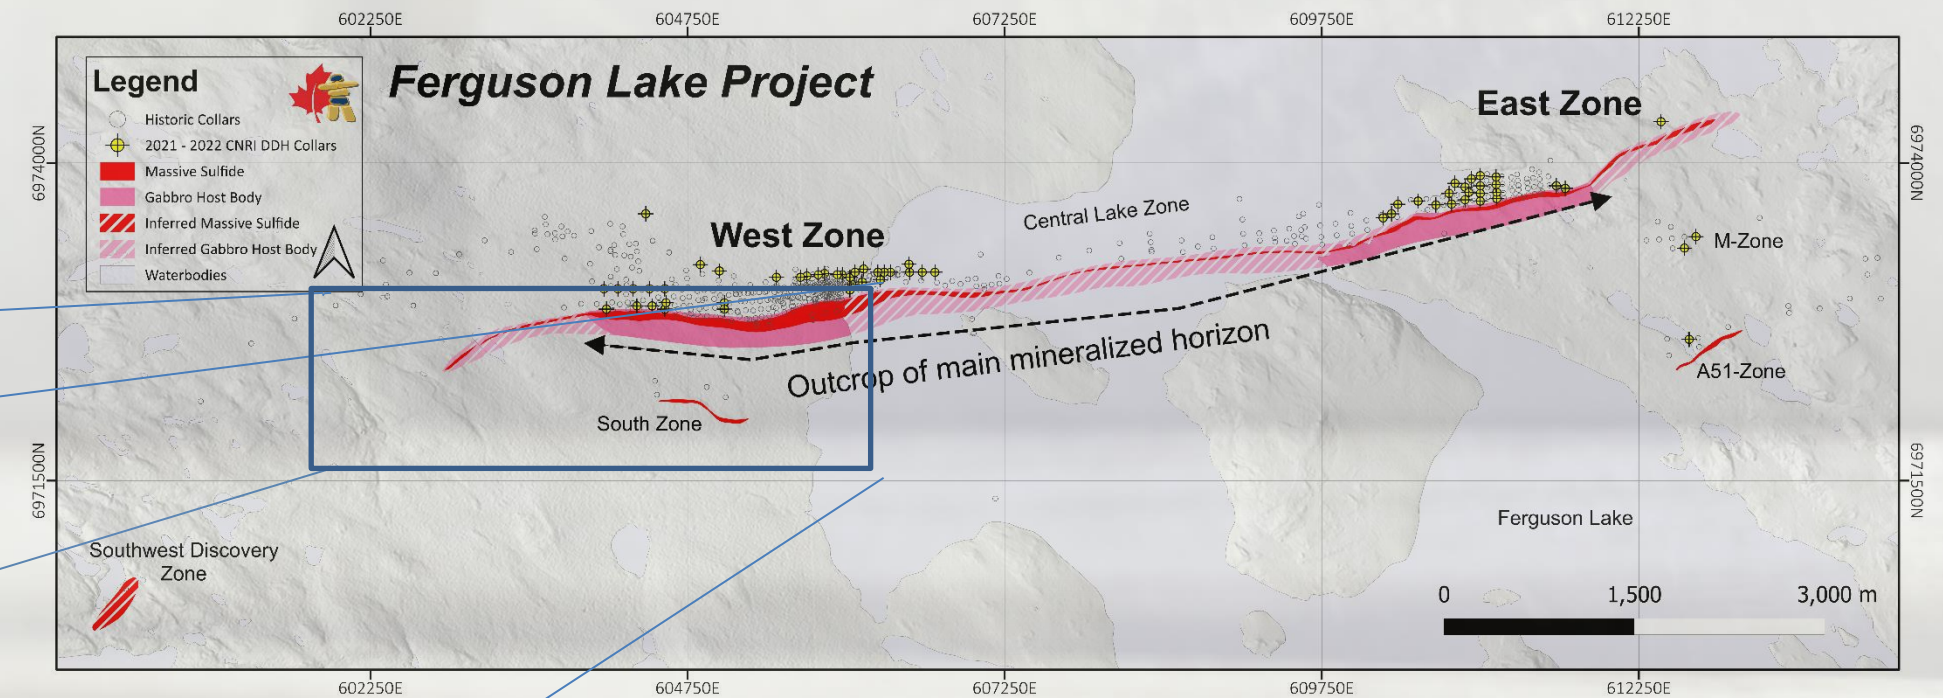 602250E
604750E
607250E
609750E
612250E
Legend
Historic Collars
2021 - 2022 CNRI DDH Collars
Massive Sulfide
Gabbro Host Body
Inferred Massive Sulfide
Inferred Gabbro Host Body
Waterbodies
Ferguson Lake Project
East Zone
6974000N
6974000N
Central Lake Zone
West Zone
M-Zone
Outcrop of main mineralized horizon
A51-Zone
South Zone
6971500N
6971500N
Ferguson Lake
Southwest Discovery
Zone
0
1,500
3,000 m
602250E
604750E
607250E
609750E
612250E